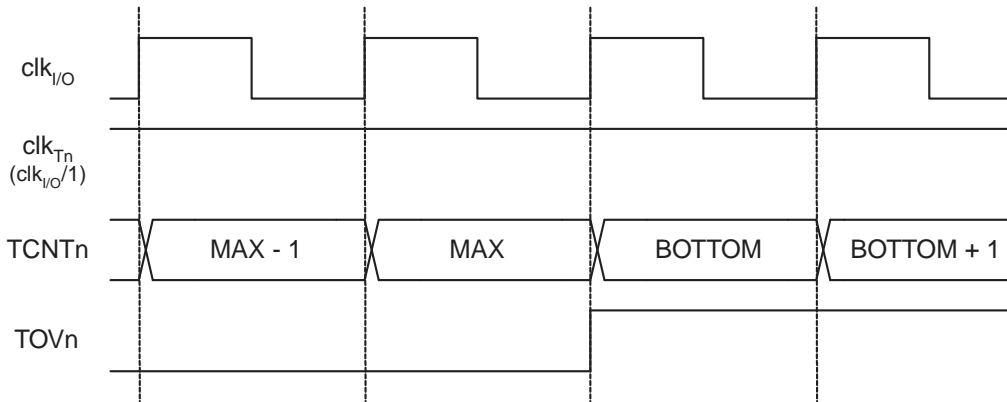 clkI/O
clkTn
(clkI/O/1)
TCNTn MAX - 1 MAX BOTTOM BOTTOM + 1
TOVn